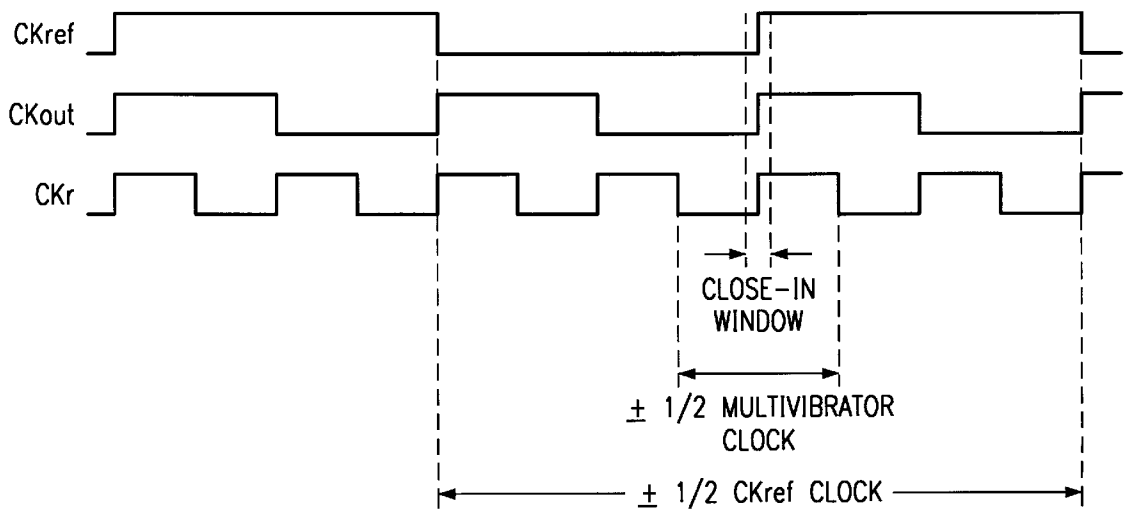 CKref
CKout
CKr
CLOSE-IN
WINDOW
± 1/2 MULTIVIBRATOR
CLOCK
± 1/2 CKref CLOCK